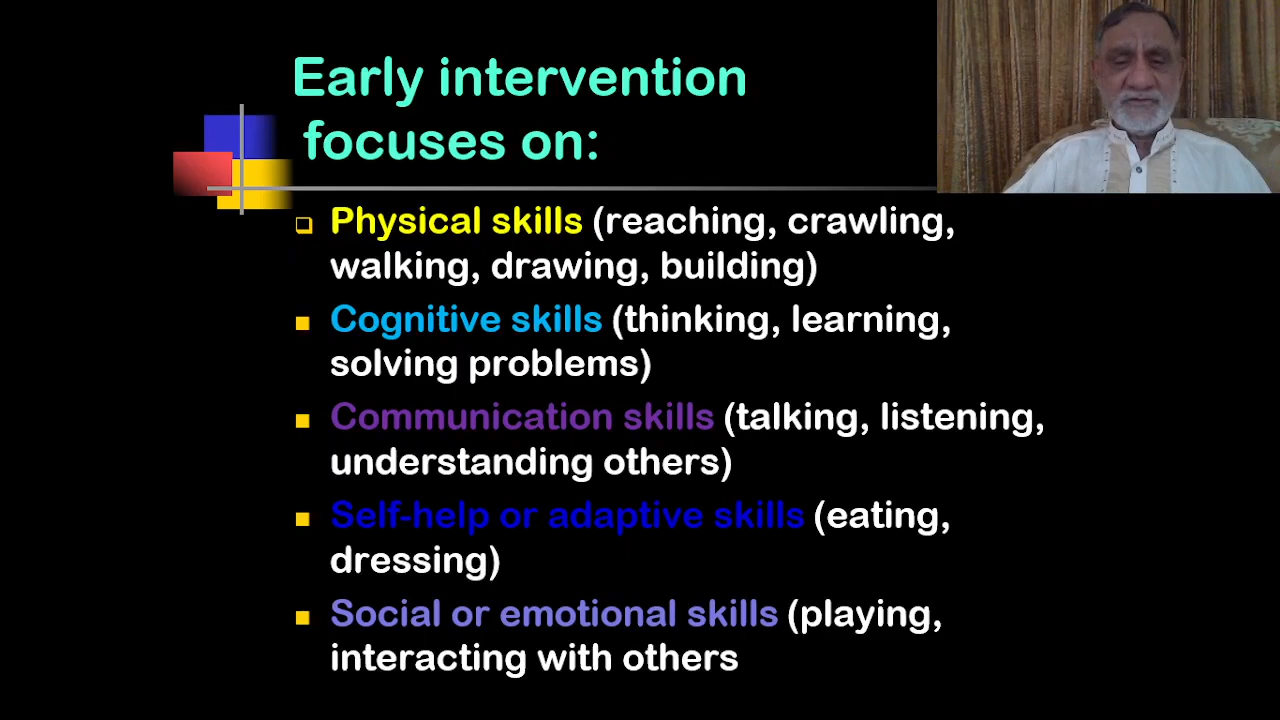 Early intervention
focuses on:
Physical skills (reaching, crawling,
walking, drawing, building)
Cognitive skills (thinking, learning,
solving problems)
Communication skills (talking, listening,
understanding others)
Self-help or adaptive skills (eating,
dressing)
Social or emotional skills (playing,
interacting with others